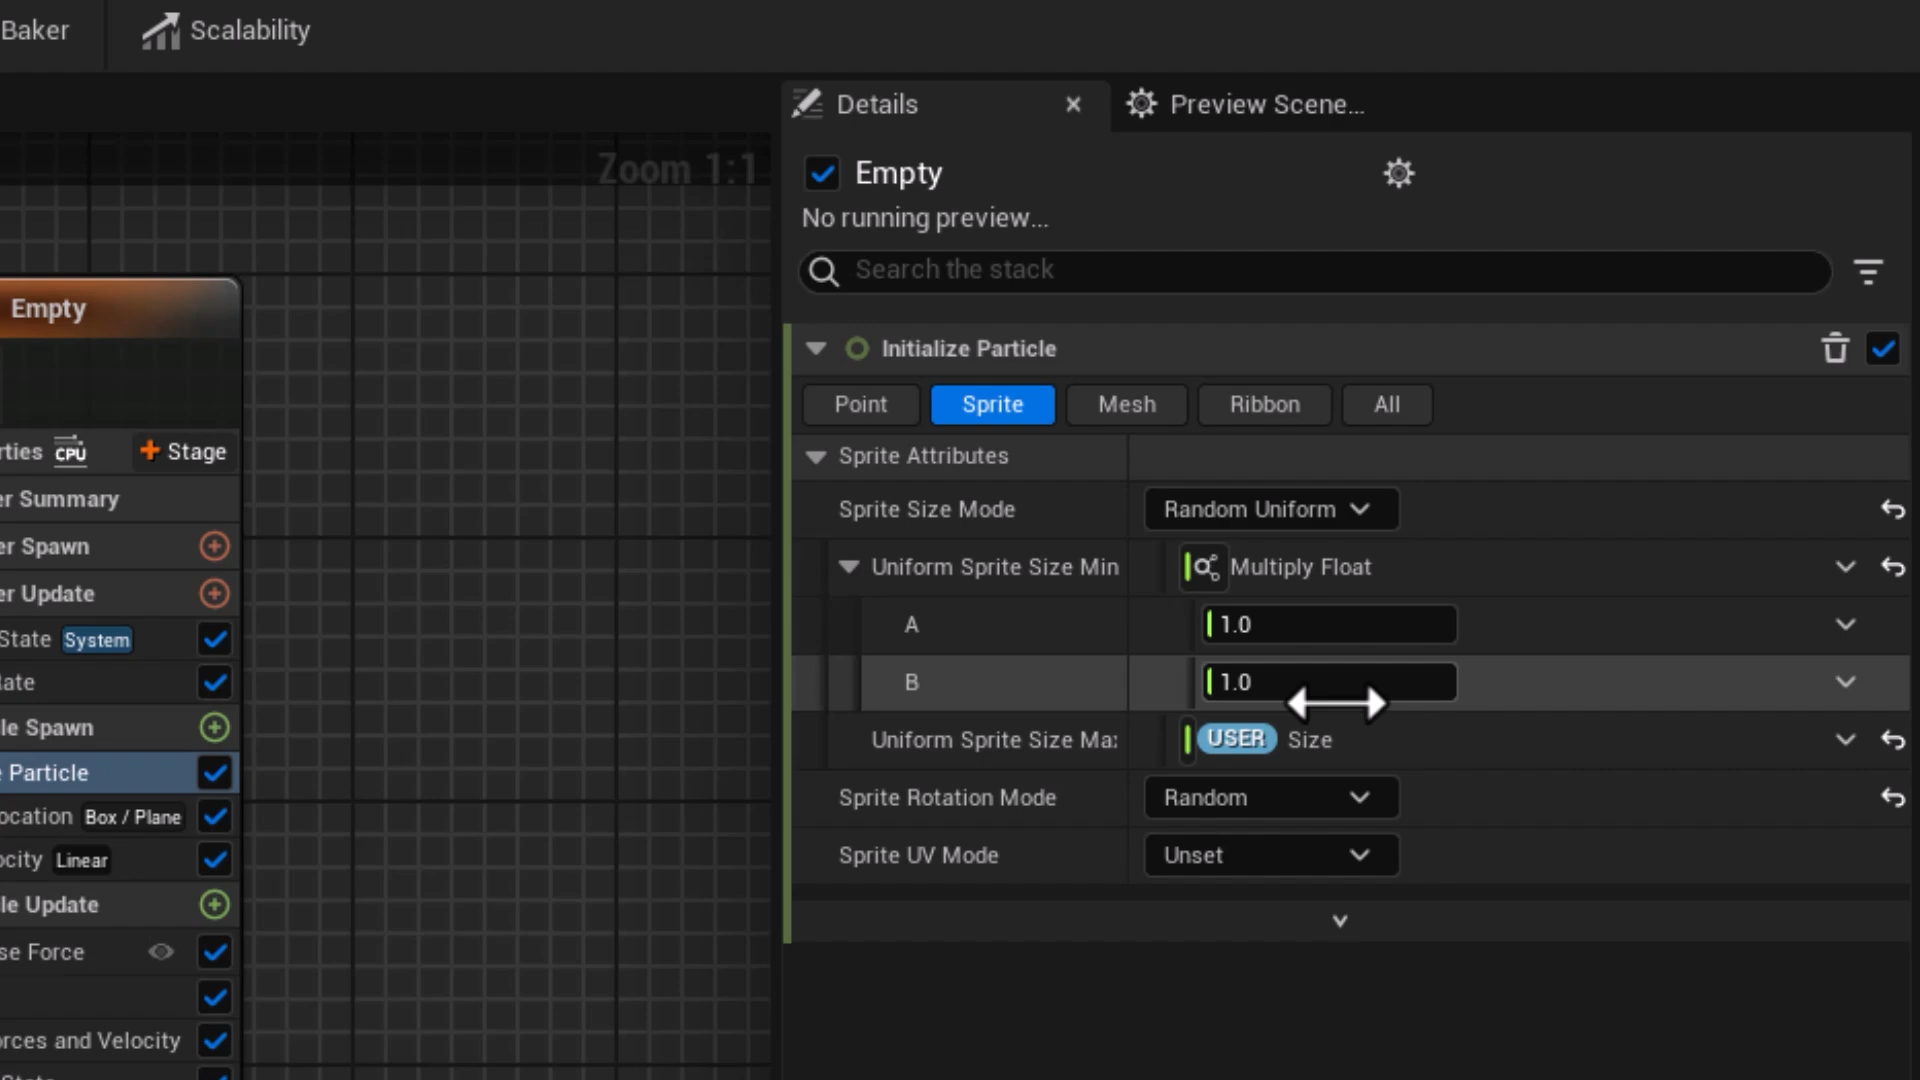 Baker
Scalability
Details
Preview Scene...
Zoom 1:1
Empty
No running preview...
Search the stack
Empty
Initialize Particle
Point
Sprite
Mesh
Ribbon
All
rties
CPU
Stage
Sprite Attributes
er Summary
Sprite Size Mode
Random Uniform
er Spawn
Uniform Sprite Size Min
Multiply Float
er Update
A
1.0
State
System
B
1.0
ate
le Spawn
Uniform Sprite Size Ma
USER
Size
e Particle
Sprite Rotation Mode
Random
ocation
Box / Plane
Sprite UV Mode
Unset
ocity
Linear
le Update
se Force
orces and Velocity
State